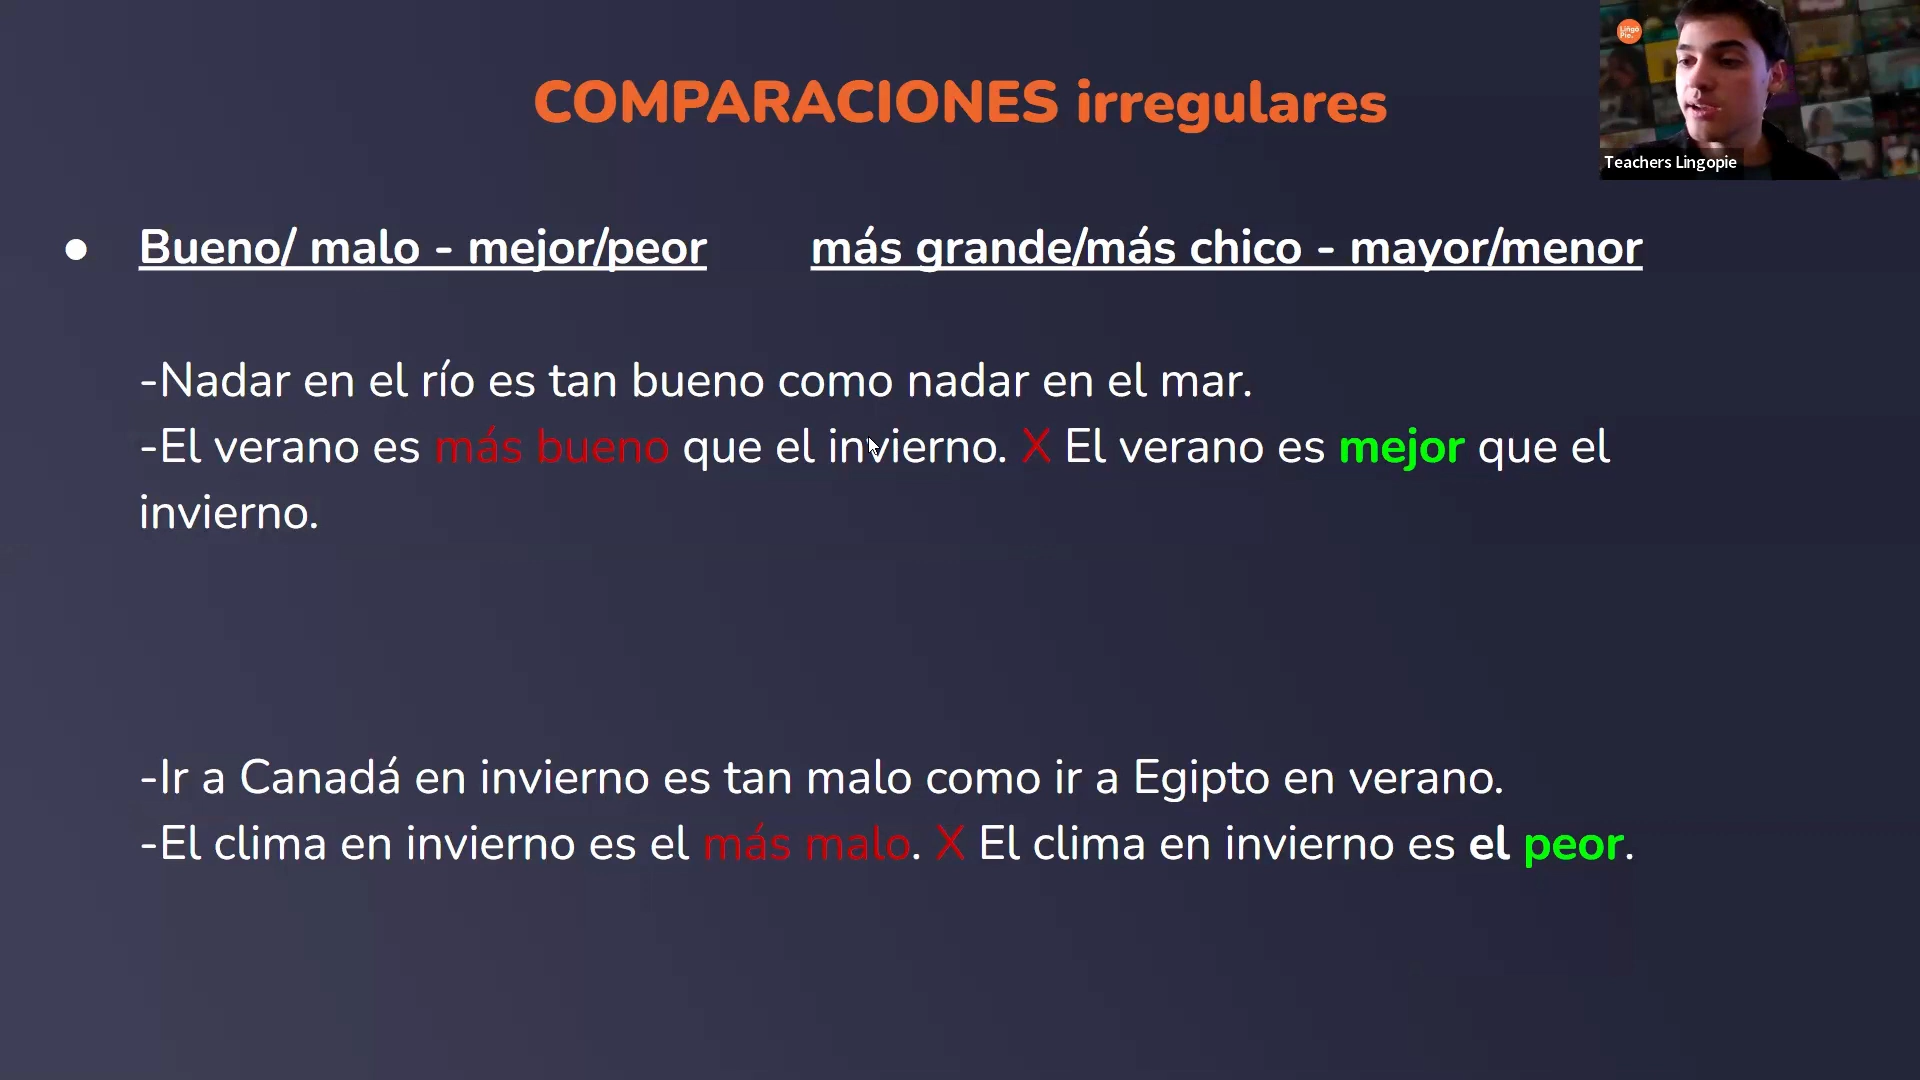 COMPARACIONES irregulares
Lingo
Pie.
Teachers Lingopie
● Bueno/ malo - mejor/peor más grande/más chico - mayor/menor
-Nadar en el río es tan bueno como nadar en el mar.
-El verano es más bueno que el invierno. X El verano es mejor que el
invierno.
-Ir a Canadá en invierno es tan malo como ir a Egipto en verano.
-El clima en invierno es el más malo. X El clima en invierno es el peor.